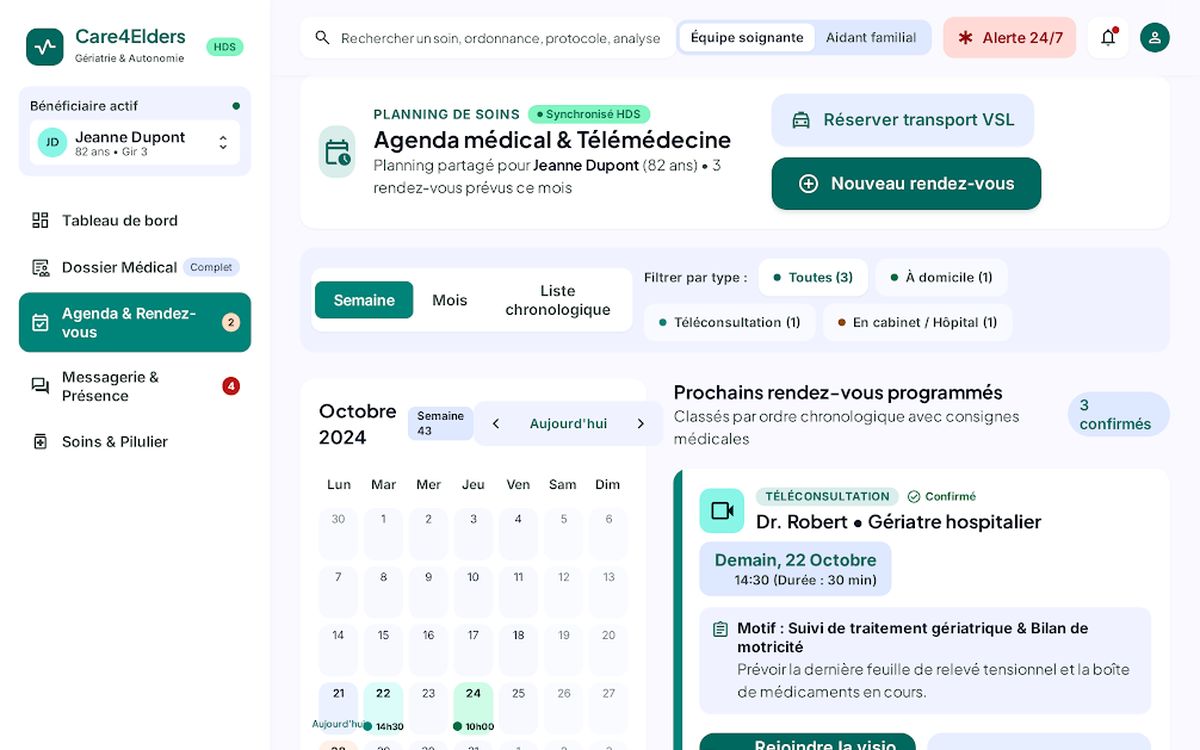 Care4Elders
Gériatrie & Autonomie
HDS
Bénéficiaire actif
JD
Jeanne Dupont
82 ans • Gir 3
Tableau de bord
Dossier Médical
Complet
Agenda & Rendez-
vous
2
Messagerie &
Présence
4
Soins & Pilulier
Rechercher un soin, ordonnance, protocole, analyse
Équipe soignante
Aidant familial
Alerte 24/7
PLANNING DE SOINS
Synchronisé HDS
Agenda médical & Télémédecine
Planning partagé pour Jeanne Dupont (82 ans) • 3
rendez-vous prévus ce mois
Réserver transport VSL
Nouveau rendez-vous
Semaine
Mois
Liste
chronologique
Filtrer par type :
Toutes (3)
À domicile (1)
Téléconsultation (1)
En cabinet / Hôpital (1)
Octobre
2024
Semaine
43
Aujourd'hui
Lun Mar Mer Jeu Ven Sam Dim
30 1 2 3 4 5 6
7 8 9 10 11 12 13
14 15 16 17 18 19 20
21 22 23 24 25 26 27
Aujourd'hui 14h30 10h00
Prochains rendez-vous programmés
Classés par ordre chronologique avec consignes
médicales
3
confirmés
TÉLÉCONSULTATION
Confirmé
Dr. Robert • Gériatre hospitalier
Demain, 22 Octobre
14:30 (Durée : 30 min)
Motif : Suivi de traitement gériatrique & Bilan de
motricité
Prévoir la dernière feuille de relevé tensionnel et la boîte
de médicaments en cours.
Rejoindre la visio